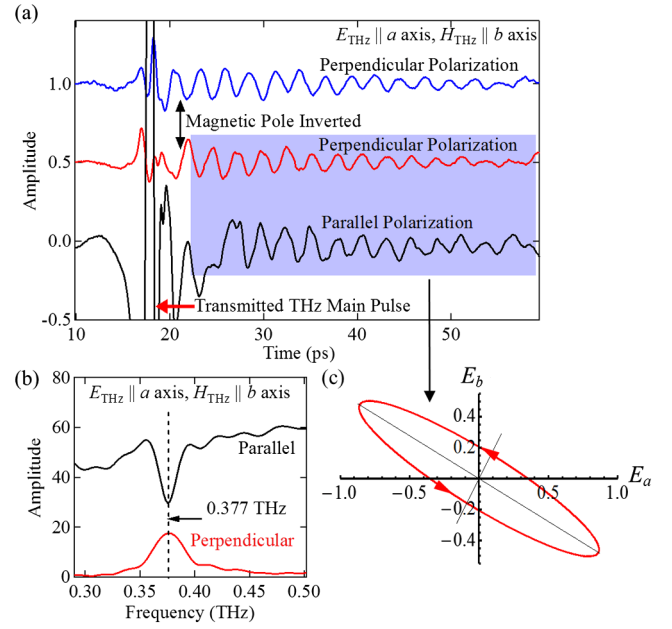 (a)
E_THz || a axis, H_THz || b axis
Perpendicular Polarization
Magnetic Pole Inverted
Perpendicular Polarization
Parallel Polarization
Transmitted THz Main Pulse
Amplitude
1.0
0.5
0.0
-0.5
10 20 30 40 50
Time (ps)
(b)
E_THz || a axis, H_THz || b axis
Parallel
0.377 THz
Perpendicular
Amplitude
80
60
40
20
0
0.30 0.35 0.40 0.45 0.50
Frequency (THz)
(c)
E_b
0.4
0.2
-0.2
-0.4
-1.0 -0.5 0.5 1.0
E_a